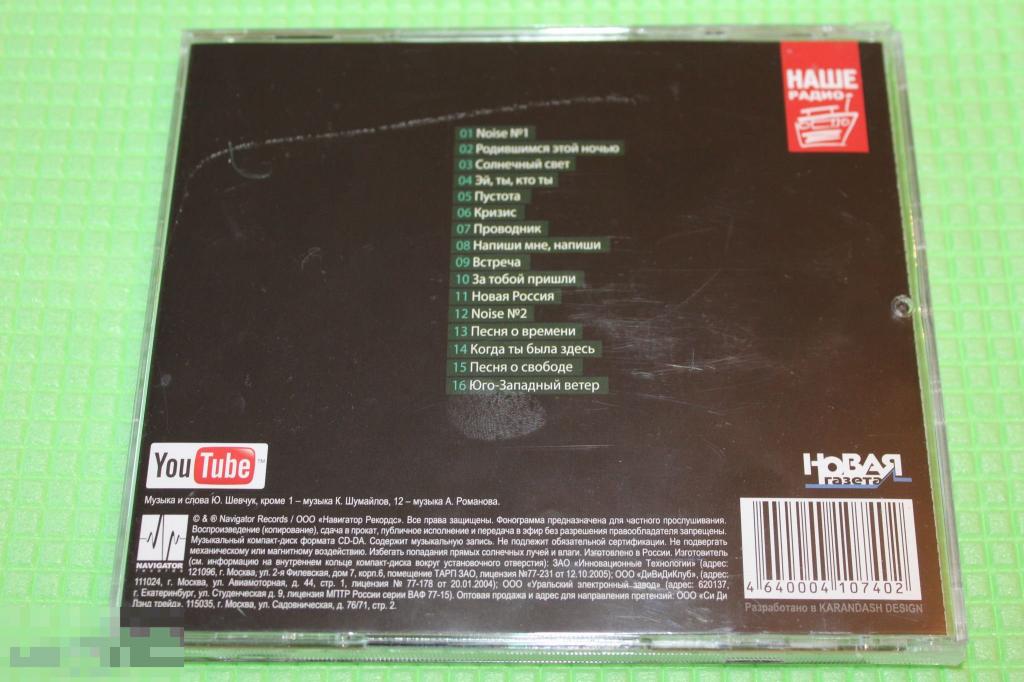 НАШЕ
РАДИО
01 Noise №1
02 Родившимся этой ночью
03 Солнечный свет
04 Эй, ты, кто ты
05 Пустота
06 Кризис
07 Проводник
08 Напиши мне, напиши
09 Встреча
10 За тобой пришли
11 Новая Россия
12 Noise №2
13 Песня о времени
14 Когда ты была здесь
15 Песня о свободе
16 Юго-Западный ветер
YouTube™
НОВАЯ
газета
Музыка и слова Ю. Шевчук, кроме 1 – музыка К. Шумайлов, 12 – музыка А. Романова.
© & ® Navigator Records / ООО «Навигатор Рекордс». Все права защищены. Фонограмма предназначена для частного прослушивания.
Воспроизведение (копирование), сдача в прокат, публичное исполнение и передача в эфир без разрешения правообладателя запрещены.
Музыкальный компакт-диск формата CD-DA. Содержит музыкальную запись. Не подлежит обязательной сертификации. Не подвергать
механическому или магнитному воздействию. Избегать попадания прямых солнечных лучей и влаги. Изготовлено в России. Изготовитель
(см. информацию на внутреннем кольце компакт-диска вокруг установочного отверстия): ЗАО «Инновационные Технологии» (адрес:
121096, г. Москва, ул. 2-я Филевская, дом 7, корп.6, помещение ТАРП ЗАО, лицензия №77-231 от 12.10.2005); ООО «ДиВиДиКлуб», (адрес:
111024, г. Москва, ул. Авиамоторная, д. 44, стр. 1, лицензия № 77-178 от 20.01.2004); ООО «Уральский электронный завод» (адрес: 620137,
г. Екатеринбург, ул. Студенческая д. 9, лицензия МПТР России серии ВАФ 77-15). Оптовая продажа и адрес для направления претензий: ООО «Си Ди
Лэнд трейд». 115035, г. Москва, ул. Садовническая, д. 76/71, стр. 2.
NAVIGATOR
RECORDS
4 640004 107402
Разработано в KARANDASH DESIGN